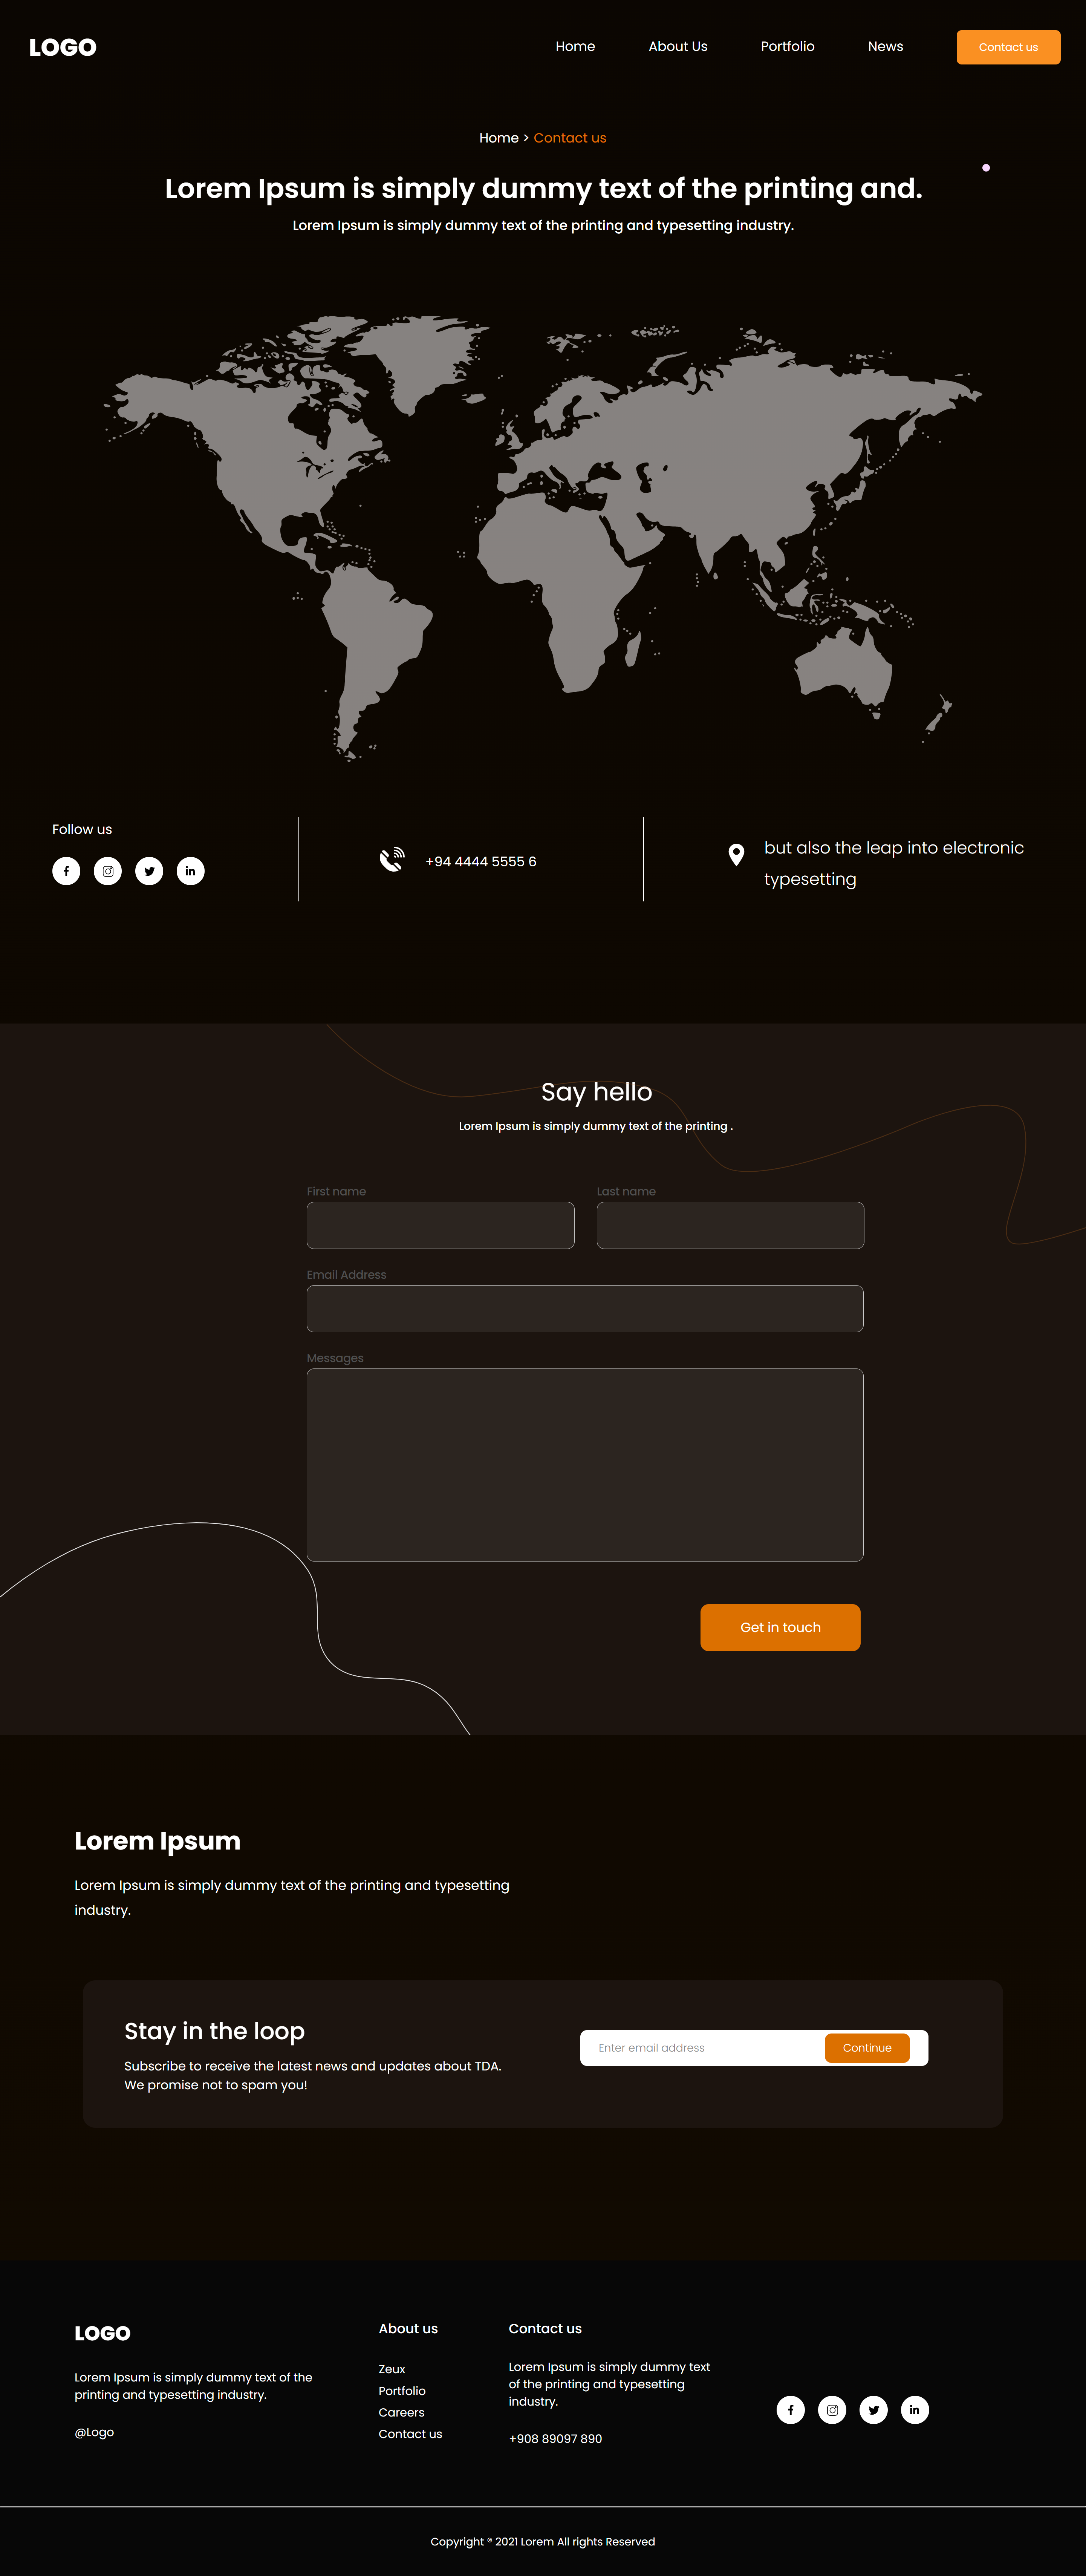 LOGO
Home
About Us
Portfolio
News
Contact us
Home > Contact us
Lorem Ipsum is simply dummy text of the printing and.
Lorem Ipsum is simply dummy text of the printing and typesetting industry.
Follow us
+94 4444 5555 6
but also the leap into electronic
typesetting
Say hello
Lorem Ipsum is simply dummy text of the printing .
First name
Last name
Email Address
Messages
Get in touch
Lorem Ipsum
Lorem Ipsum is simply dummy text of the printing and typesetting
industry.
Stay in the loop
Subscribe to receive the latest news and updates about TDA.
We promise not to spam you!
Enter email address
Continue
LOGO
Lorem Ipsum is simply dummy text of the
printing and typesetting industry.
@Logo
About us
Zeux
Portfolio
Careers
Contact us
Contact us
Lorem Ipsum is simply dummy text
of the printing and typesetting
industry.
+908 89097 890
Copyright ® 2021 Lorem All rights Reserved